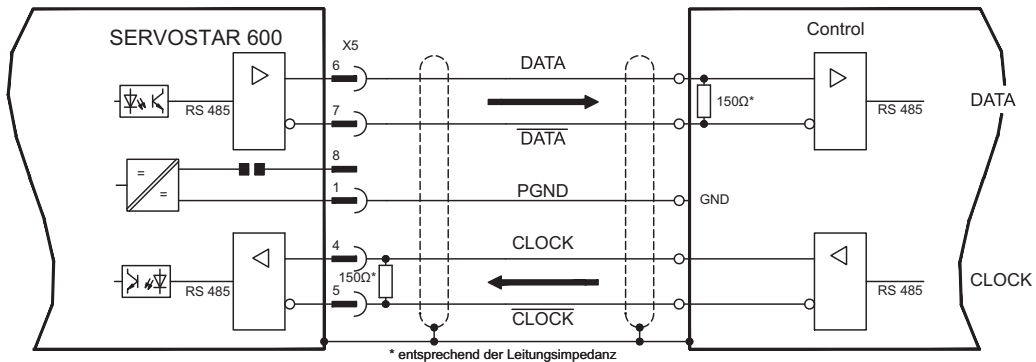 SERVOSTAR 600
X5
Control
6
DATA
RS 485
150Ω*
RS 485
DATA
7
DATA
8
=
=
1
PGND
GND
4
CLOCK
RS 485
150Ω*
RS 485
CLOCK
5
CLOCK
* entsprechend der Leitungsimpedanz